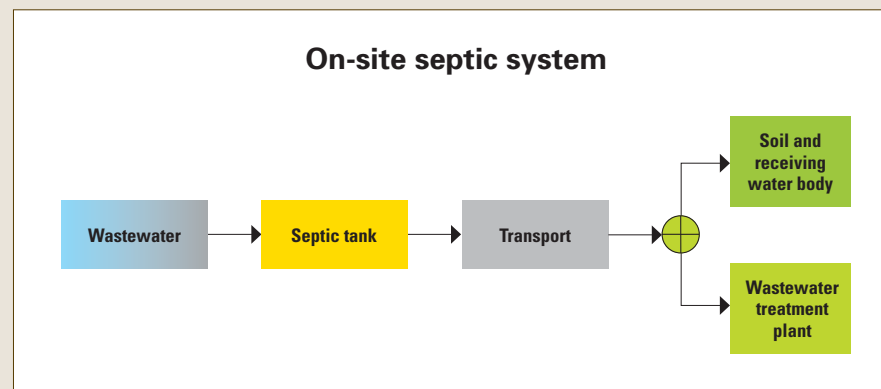 On-site septic system
Soil and
receiving
water body
Wastewater
Septic tank
Transport
Wastewater
treatment
plant